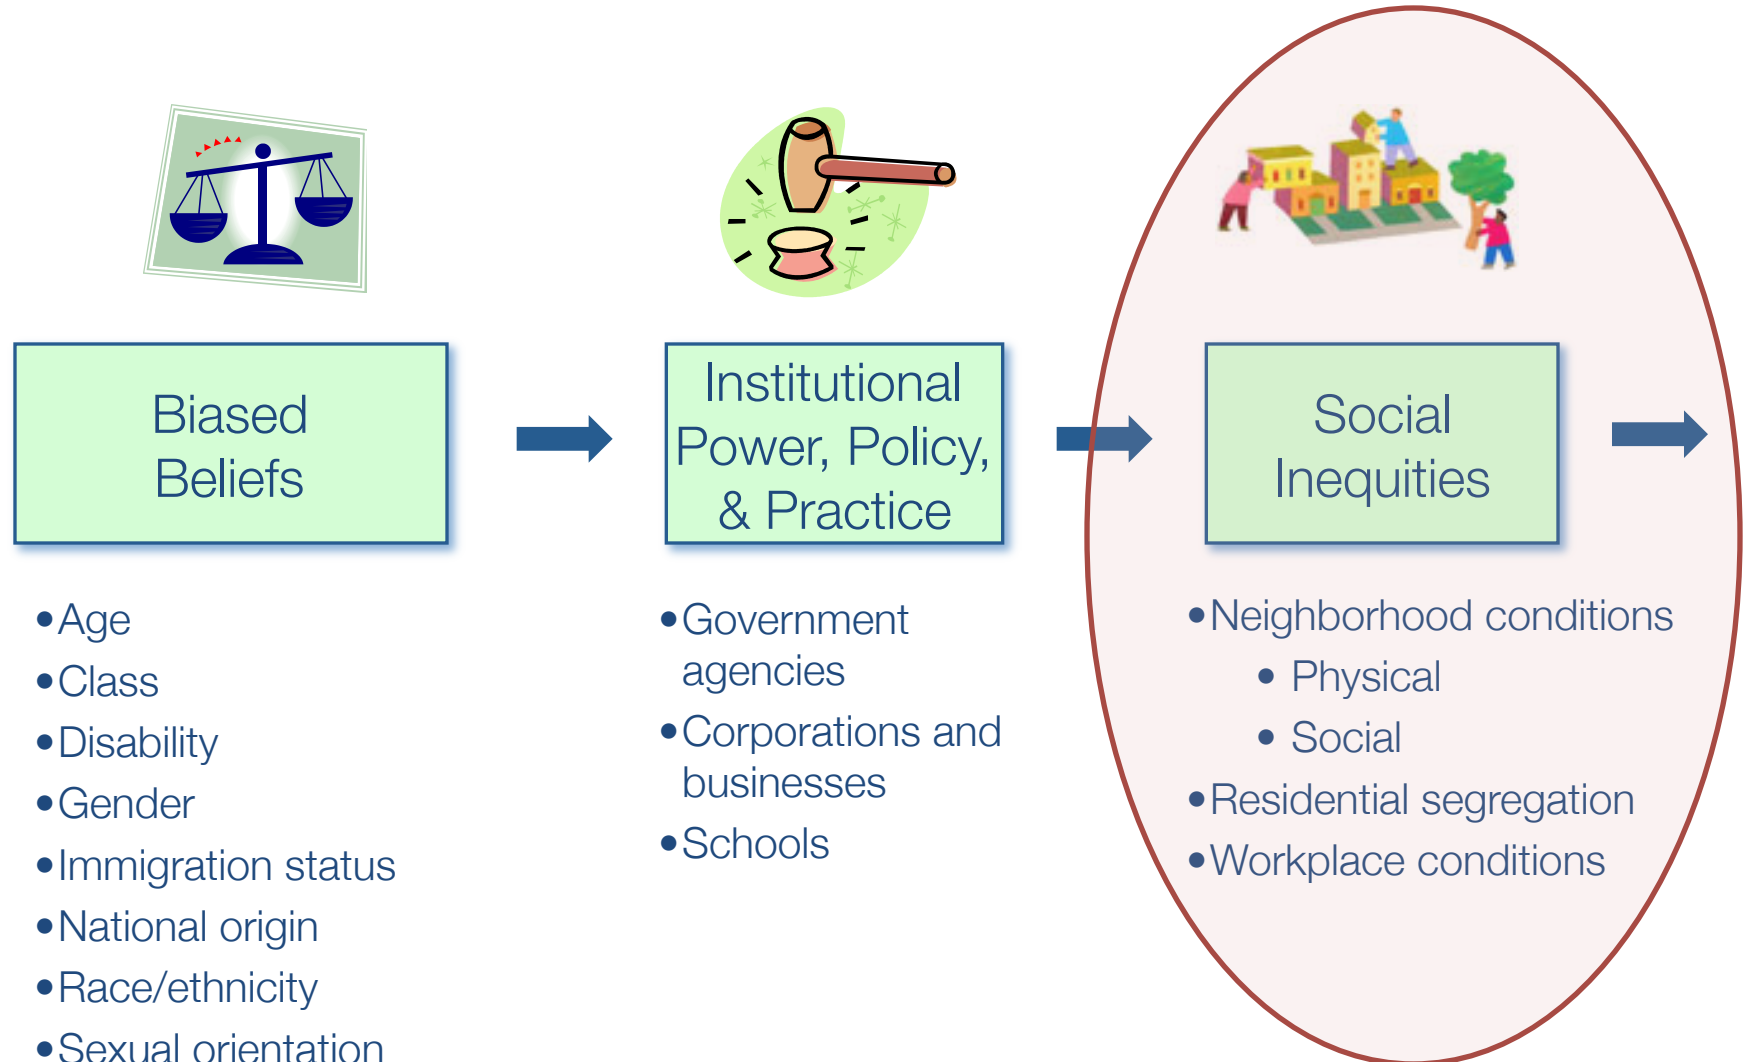 Biased
Beliefs
•Age
•Class
•Disability
•Gender
•Immigration status
•National origin
•Race/ethnicity
•Sexual orientation
Institutional
Power, Policy,
& Practice
•Government
agencies
•Corporations and
businesses
•Schools
Social
Inequities
•Neighborhood conditions
• Physical
• Social
•Residential segregation
•Workplace conditions